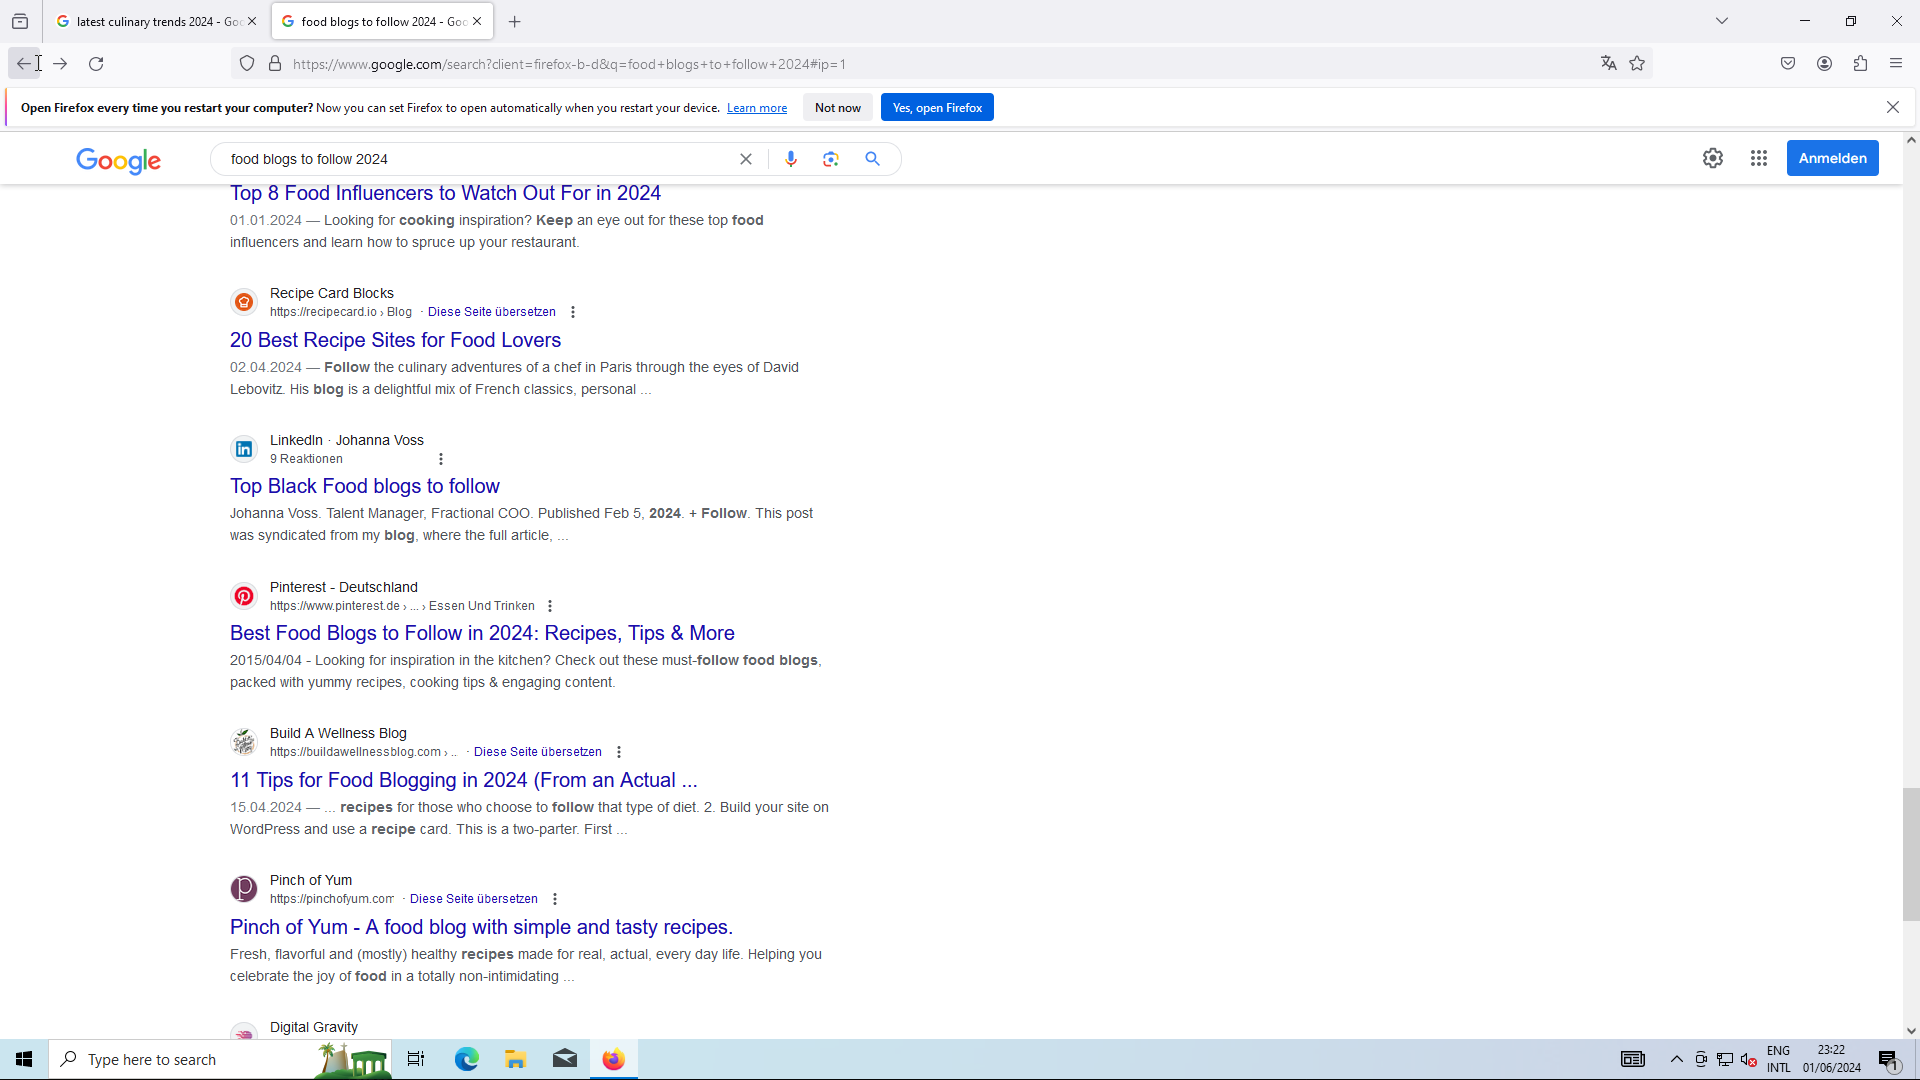 latest culinary trends 2024 - Goo
food blogs to follow 2024 - Goo
https://www.google.com/search?client=firefox-b-d&q=food+blogs+to+follow+2024#ip=1
Open Firefox every time you restart your computer? Now you can set Firefox to open automatically when you restart your device. Learn more
Not now
Yes, open Firefox
Google
food blogs to follow 2024
Anmelden
Top 8 Food Influencers to Watch Out For in 2024
01.01.2024 — Looking for cooking inspiration? Keep an eye out for these top food
influencers and learn how to spruce up your restaurant.
Recipe Card Blocks
https://recipecard.io › Blog · Diese Seite übersetzen
20 Best Recipe Sites for Food Lovers
02.04.2024 — Follow the culinary adventures of a chef in Paris through the eyes of David
Lebovitz. His blog is a delightful mix of French classics, personal ...
LinkedIn · Johanna Voss
9 Reaktionen
Top Black Food blogs to follow
Johanna Voss. Talent Manager, Fractional COO. Published Feb 5, 2024. + Follow. This post
was syndicated from my blog, where the full article, ...
Pinterest - Deutschland
https://www.pinterest.de › ... › Essen Und Trinken
Best Food Blogs to Follow in 2024: Recipes, Tips & More
2015/04/04 - Looking for inspiration in the kitchen? Check out these must-follow food blogs,
packed with yummy recipes, cooking tips & engaging content.
Build A Wellness Blog
https://buildawellnessblog.com › .. · Diese Seite übersetzen
11 Tips for Food Blogging in 2024 (From an Actual ...
15.04.2024 — ... recipes for those who choose to follow that type of diet. 2. Build your site on
WordPress and use a recipe card. This is a two-parter. First ...
Pinch of Yum
https://pinchofyum.com · Diese Seite übersetzen
Pinch of Yum - A food blog with simple and tasty recipes.
Fresh, flavorful and (mostly) healthy recipes made for real, actual, every day life. Helping you
celebrate the joy of food in a totally non-intimidating ...
Digital Gravity
Type here to search
ENG
INTL
23:22
01/06/2024
1